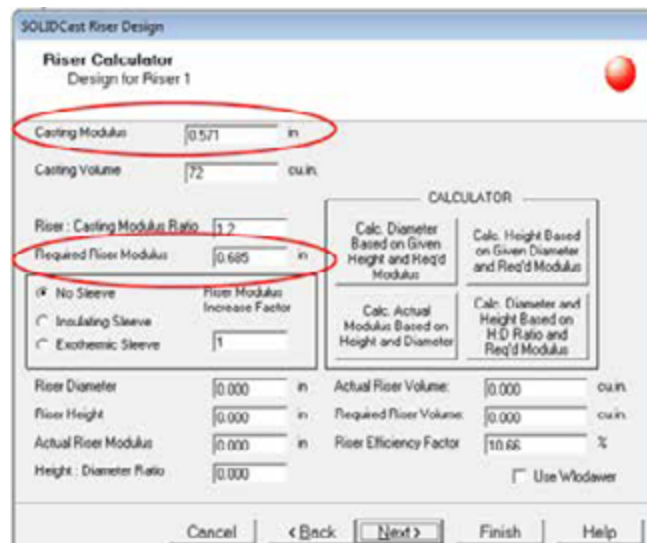 SOLIDCast Riser Design
Riser Calculator
Design for Riser 1
Casting Modulus 0.571 in
Casting Volume 72 cu.in.
Riser : Casting Modulus Ratio 1.2
Required Riser Modulus 0.685 in
No Sleeve
Insulating Sleeve
Exothermic Sleeve
Riser Modulus
Increase Factor
1
CALCULATOR
Calc. Diameter
Based on Given
Height and Req'd
Modulus
Calc. Height Based
on Given Diameter
and Req'd Modulus
Calc. Actual
Modulus Based on
Height and Diameter
Calc. Diameter and
Height Based on
H:D Ratio and
Req'd Modulus
Riser Diameter 0.000 in
Riser Height 0.000 in
Actual Riser Modulus 0.000 in
Height : Diameter Ratio 0.000
Actual Riser Volume: 0.000 cu.in.
Required Riser Volume: 0.000 cu.in.
Riser Efficiency Factor 10.66 %
Use Wlodawer
Cancel < Back Next > Finish Help